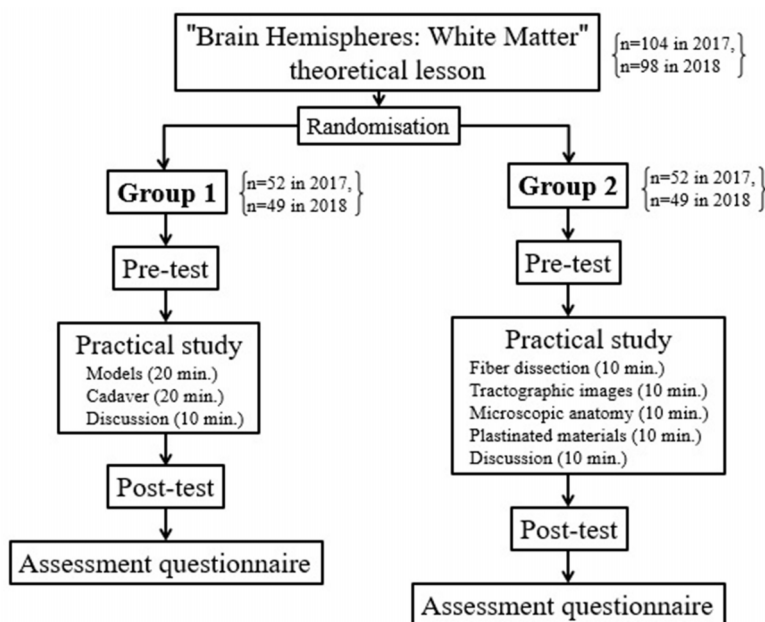 "Brain Hemispheres: White Matter"
theoretical lesson
n=104 in 2017,
n=98 in 2018
Randomisation
Group 1
n=52 in 2017,
n=49 in 2018
Pre-test
Practical study
Models (20 min.)
Cadaver (20 min.)
Discussion (10 min.)
Post-test
Assessment questionnaire
Group 2
n=52 in 2017,
n=49 in 2018
Pre-test
Practical study
Fiber dissection (10 min.)
Tractographic images (10 min.)
Microscopic anatomy (10 min.)
Plastinated materials (10 min.)
Discussion (10 min.)
Post-test
Assessment questionnaire